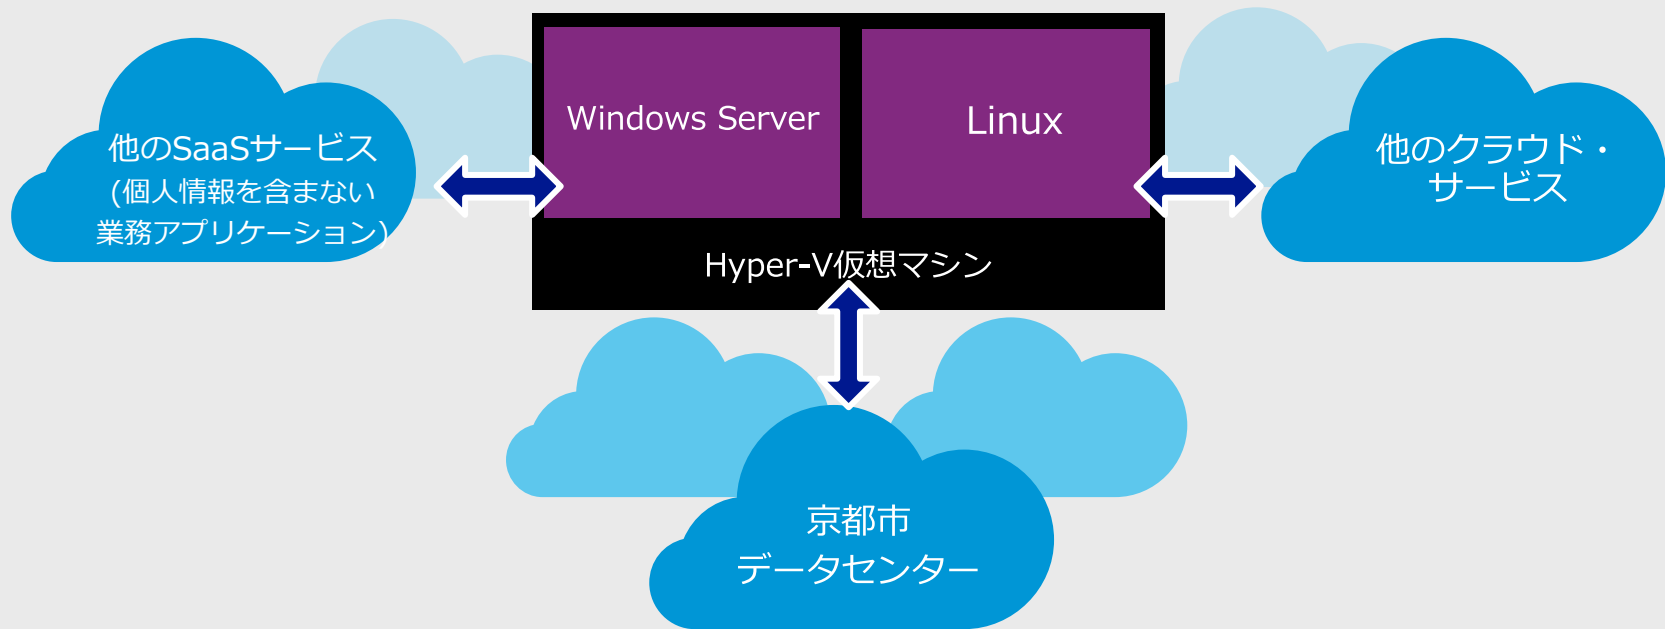 Windows Server
Linux
Hyper-V仮想マシン
他のSaaSサービス
(個人情報を含まない
業務アプリケーション)
他のクラウド・
サービス
京都市
データセンター